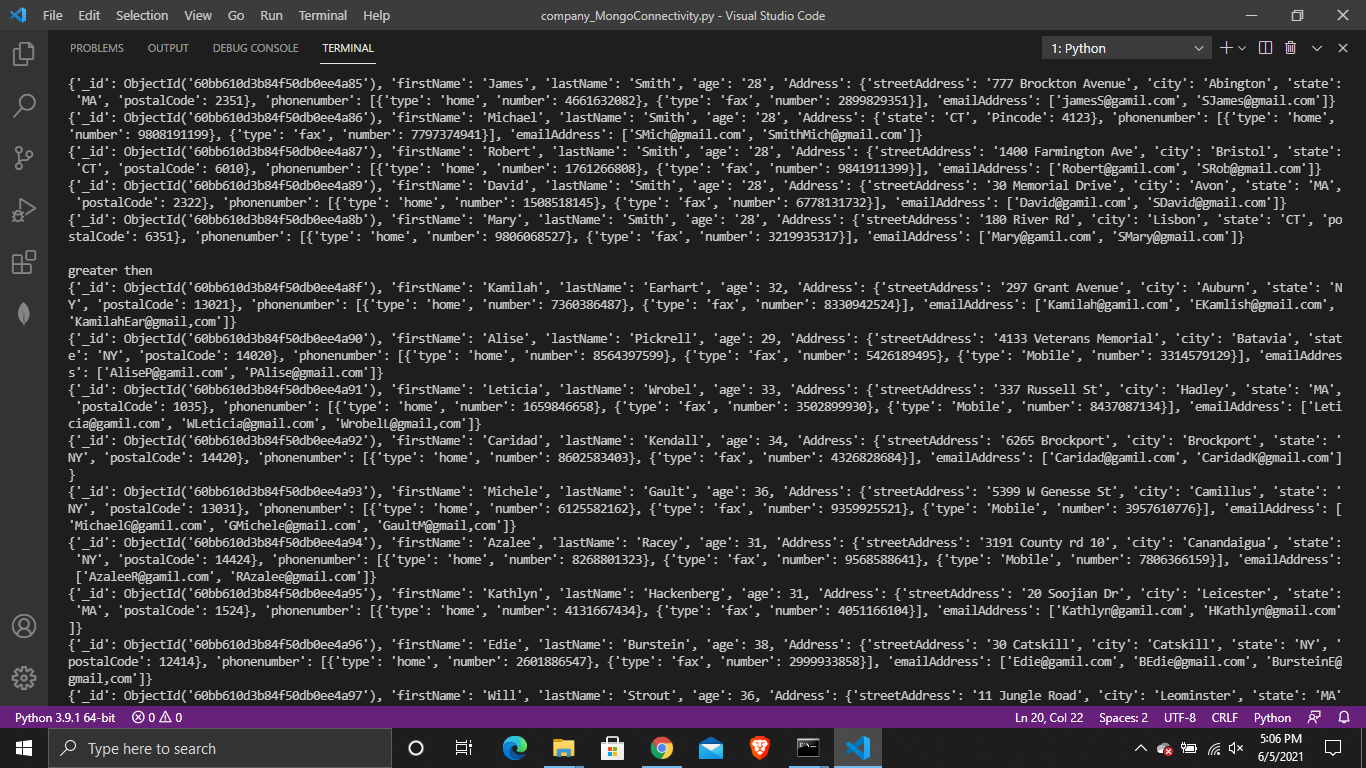 File Edit Selection View Go Run Terminal Help company_MongoConnectivity.py - Visual Studio Code
PROBLEMS OUTPUT DEBUG CONSOLE TERMINAL 1: Python
{'_id': ObjectId('60bb610d3b84f50db0ee4a85'), 'firstName': 'James', 'lastName': 'Smith', 'age': '28', 'Address': {'streetAddress': '777 Brockton Avenue', 'city': 'Abington', 'state':
'MA', 'postalCode': 2351}, 'phonenumber': [{'type': 'home', 'number': 4661632082}, {'type': 'fax', 'number': 2899829351}], 'emailAddress': ['jamesS@gamil.com', 'SJames@gmail.com']}
{'_id': ObjectId('60bb610d3b84f50db0ee4a86'), 'firstName': 'Michael', 'lastName': 'Smith', 'age': '28', 'Address': {'state': 'CT', 'Pincode': 4123}, 'phonenumber': [{'type': 'home',
'number': 9808191199}, {'type': 'fax', 'number': 7797374941}], 'emailAddress': ['SMich@gmail.com', 'SmithMich@gmail.com']}
{'_id': ObjectId('60bb610d3b84f50db0ee4a87'), 'firstName': 'Robert', 'lastName': 'Smith', 'age': '28', 'Address': {'streetAddress': '1400 Farmington Ave', 'city': 'Bristol', 'state':
'CT', 'postalCode': 6010}, 'phonenumber': [{'type': 'home', 'number': 1761266808}, {'type': 'fax', 'number': 9841911399}], 'emailAddress': ['Robert@gamil.com', 'SRob@gmail.com']}
{'_id': ObjectId('60bb610d3b84f50db0ee4a89'), 'firstName': 'David', 'lastName': 'Smith', 'age': '28', 'Address': {'streetAddress': '30 Memorial Drive', 'city': 'Avon', 'state': 'MA',
'postalCode': 2322}, 'phonenumber': [{'type': 'home', 'number': 1508518145}, {'type': 'fax', 'number': 6778131732}], 'emailAddress': ['David@gamil.com', 'SDavid@gmail.com']}
{'_id': ObjectId('60bb610d3b84f50db0ee4a8b'), 'firstName': 'Mary', 'lastName': 'Smith', 'age': '28', 'Address': {'streetAddress': '180 River Rd', 'city': 'Lisbon', 'state': 'CT', 'po
stalCode': 6351}, 'phonenumber': [{'type': 'home', 'number': 9806068527}, {'type': 'fax', 'number': 3219935317}], 'emailAddress': ['Mary@gamil.com', 'SMary@gmail.com']}
greater then
{'_id': ObjectId('60bb610d3b84f50db0ee4a8f'), 'firstName': 'Kamilah', 'lastName': 'Earhart', 'age': 32, 'Address': {'streetAddress': '297 Grant Avenue', 'city': 'Auburn', 'state': 'N
Y', 'postalCode': 13021}, 'phonenumber': [{'type': 'home', 'number': 7360386487}, {'type': 'fax', 'number': 8330942524}], 'emailAddress': ['Kamilah@gamil.com', 'EKamlish@gmail.com',
'KamilahEar@gmail,com']}
{'_id': ObjectId('60bb610d3b84f50db0ee4a90'), 'firstName': 'Alise', 'lastName': 'Pickrell', 'age': 29, 'Address': {'streetAddress': '4133 Veterans Memorial', 'city': 'Batavia', 'stat
e': 'NY', 'postalCode': 14020}, 'phonenumber': [{'type': 'home', 'number': 8564397599}, {'type': 'fax', 'number': 5426189495}, {'type': 'Mobile', 'number': 3314579129}], 'emailAddres
s': ['AliseP@gamil.com', 'PAlise@gmail.com']}
{'_id': ObjectId('60bb610d3b84f50db0ee4a91'), 'firstName': 'Leticia', 'lastName': 'Wrobel', 'age': 33, 'Address': {'streetAddress': '337 Russell St', 'city': 'Hadley', 'state': 'MA',
'postalCode': 1035}, 'phonenumber': [{'type': 'home', 'number': 1659846658}, {'type': 'fax', 'number': 3502899930}, {'type': 'Mobile', 'number': 8437087134}], 'emailAddress': ['Leti
cia@gamil.com', 'WLeticia@gmail.com', 'WrobelL@gmail,com']}
{'_id': ObjectId('60bb610d3b84f50db0ee4a92'), 'firstName': 'Caridad', 'lastName': 'Kendall', 'age': 34, 'Address': {'streetAddress': '6265 Brockport', 'city': 'Brockport', 'state': '
NY', 'postalCode': 14420}, 'phonenumber': [{'type': 'home', 'number': 8602583403}, {'type': 'fax', 'number': 4326828684}], 'emailAddress': ['Caridad@gamil.com', 'CaridadK@gmail.com']
}
{'_id': ObjectId('60bb610d3b84f50db0ee4a93'), 'firstName': 'Michele', 'lastName': 'Gault', 'age': 36, 'Address': {'streetAddress': '5399 W Genesse St', 'city': 'Camillus', 'state': '
NY', 'postalCode': 13031}, 'phonenumber': [{'type': 'home', 'number': 6125582162}, {'type': 'fax', 'number': 9359925521}, {'type': 'Mobile', 'number': 3957610776}], 'emailAddress': [
'MichaelG@gamil.com', 'GMichele@gmail.com', 'GaultM@gmail,com']}
{'_id': ObjectId('60bb610d3b84f50db0ee4a94'), 'firstName': 'Azalee', 'lastName': 'Racey', 'age': 31, 'Address': {'streetAddress': '3191 County rd 10', 'city': 'Canandaigua', 'state':
'NY', 'postalCode': 14424}, 'phonenumber': [{'type': 'home', 'number': 8268801323}, {'type': 'fax', 'number': 9568588641}, {'type': 'Mobile', 'number': 7806366159}], 'emailAddress':
['AzaleeR@gamil.com', 'RAzalee@gmail.com']}
{'_id': ObjectId('60bb610d3b84f50db0ee4a95'), 'firstName': 'Kathlyn', 'lastName': 'Hackenberg', 'age': 31, 'Address': {'streetAddress': '20 Soojian Dr', 'city': 'Leicester', 'state':
'MA', 'postalCode': 1524}, 'phonenumber': [{'type': 'home', 'number': 4131667434}, {'type': 'fax', 'number': 4051166104}], 'emailAddress': ['Kathlyn@gamil.com', 'HKathlyn@gmail.com'
]}
{'_id': ObjectId('60bb610d3b84f50db0ee4a96'), 'firstName': 'Edie', 'lastName': 'Burstein', 'age': 38, 'Address': {'streetAddress': '30 Catskill', 'city': 'Catskill', 'state': 'NY', '
postalCode': 12414}, 'phonenumber': [{'type': 'home', 'number': 2601886547}, {'type': 'fax', 'number': 2999933858}], 'emailAddress': ['Edie@gamil.com', 'BEdie@gmail.com', 'BursteinE@
gmail,com']}
{'_id': ObjectId('60bb610d3b84f50db0ee4a97'), 'firstName': 'Will', 'lastName': 'Strout', 'age': 36, 'Address': {'streetAddress': '11 Jungle Road', 'city': 'Leominster', 'state': 'MA'
Python 3.9.1 64-bit 0 0 Ln 20, Col 22 Spaces: 2 UTF-8 CRLF Python
Type here to search 5:06 PM
6/5/2021